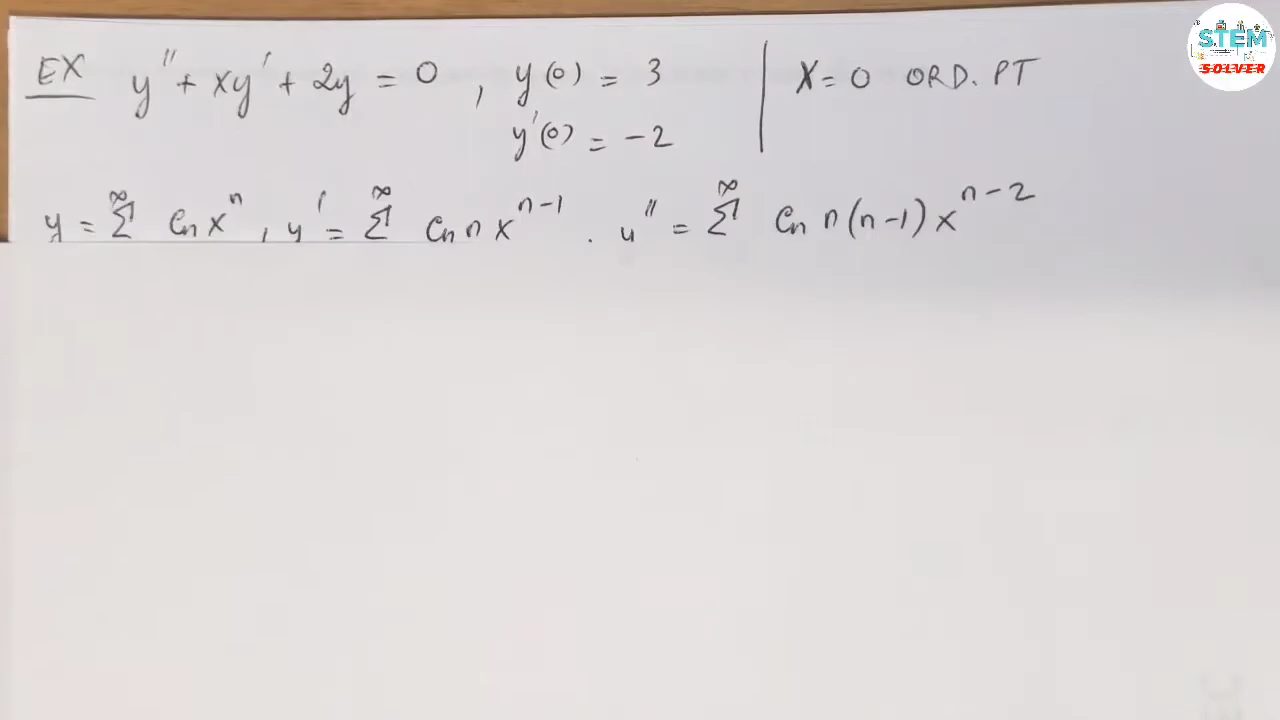 EX y'' + xy' + 2y = 0 , y(0) = 3 | x = 0 ORD. PT
y'(0) = -2
y = Σ^∞ Cn x^n , y' = Σ^∞ Cn n x^{n-1} . y'' = Σ^∞ Cn n(n-1) x^{n-2}
STEM
SOLVER